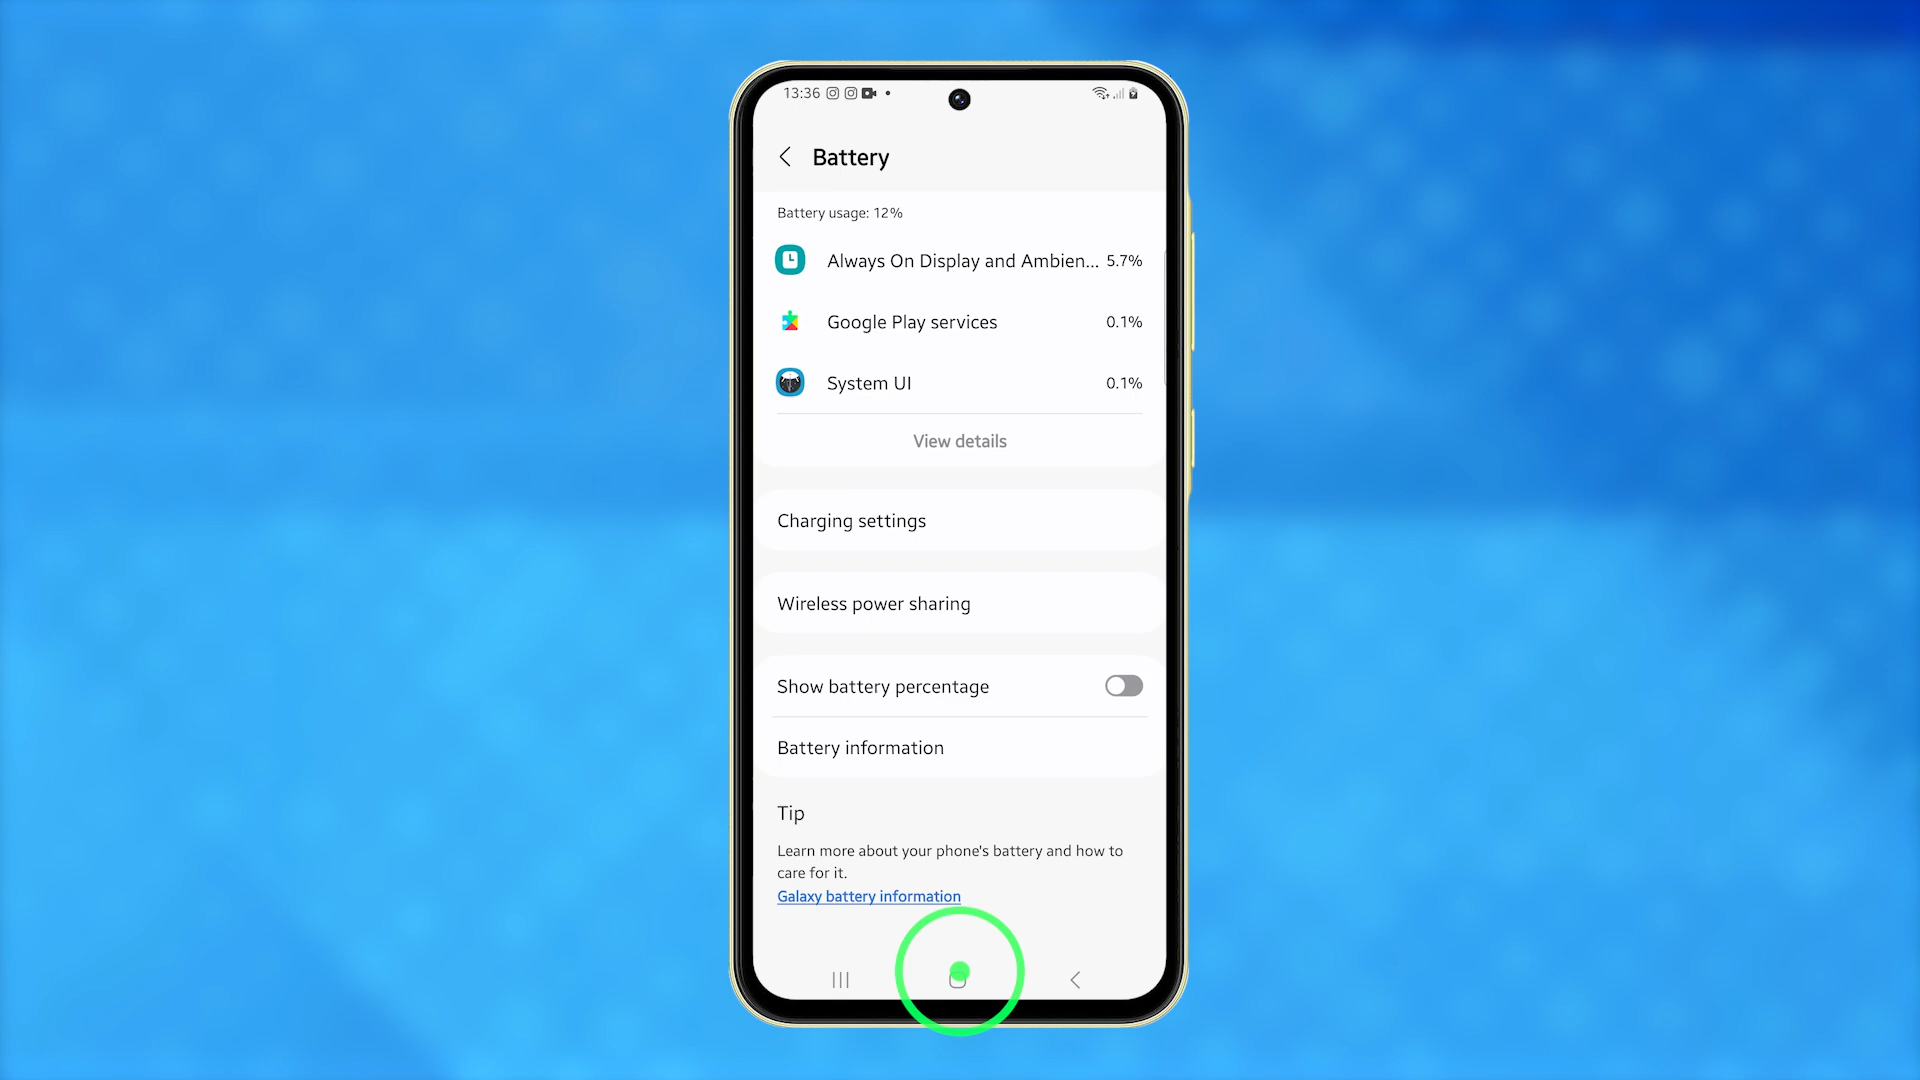 13:36
Battery
Battery usage: 12%
Always On Display and Ambien... 5.7%
Google Play services 0.1%
System UI 0.1%
View details
Charging settings
Wireless power sharing
Show battery percentage
Battery information
Tip
Learn more about your phone's battery and how to
care for it.
Galaxy battery information